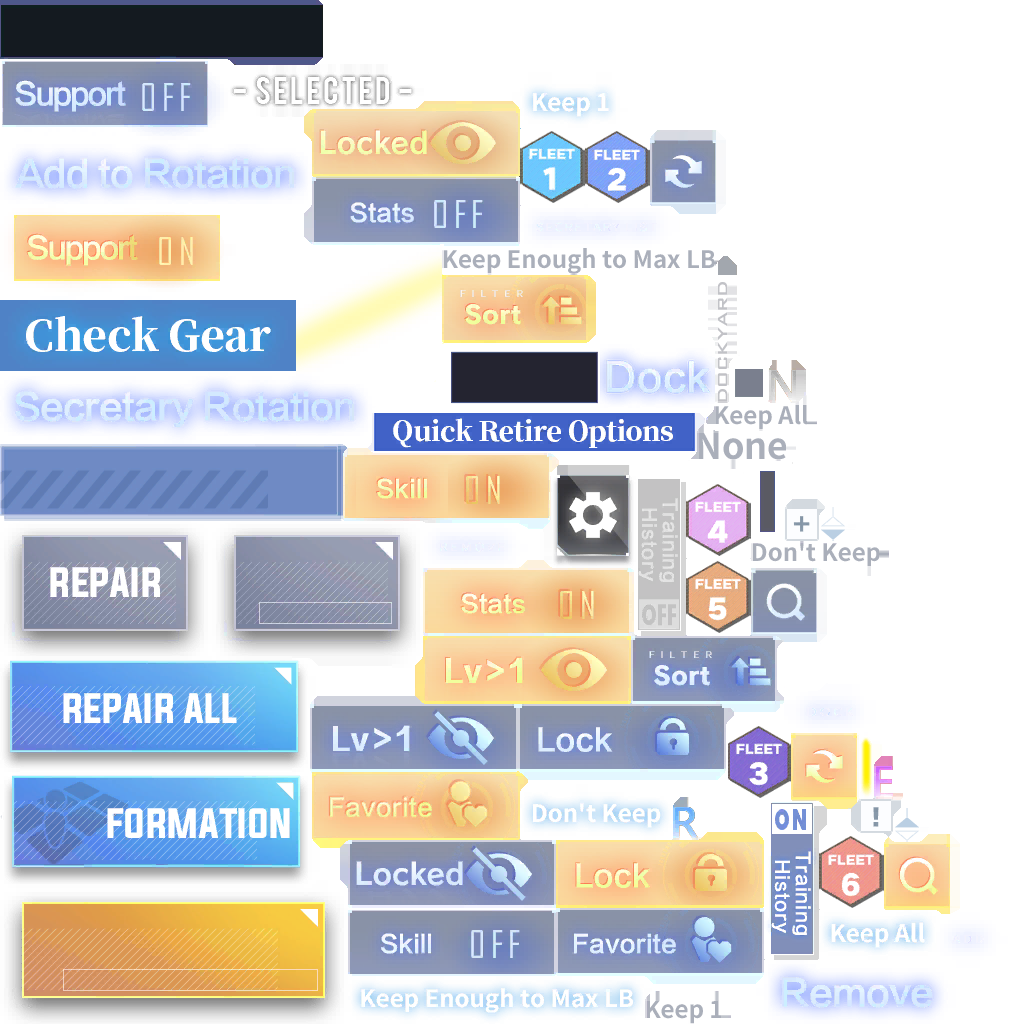 Support OFF
- SELECTED -
Keep 1
Locked
FLEET
1
FLEET
2
Add to Rotation
Stats OFF
Support ON
Keep Enough to Max LB
FILTER
Sort
DOCKYARD
Check Gear
Dock
N
Secretary Rotation
Keep All
Quick Retire Options
None
Skill ON
Training
History
OFF
FLEET
4
Don't Keep
REPAIR
Stats ON
FLEET
5
Lv>1
FILTER
Sort
REPAIR ALL
Lv>1
Lock
FLEET
3
E
Favorite
Don't Keep
R
ON
Training
History
!
FORMATION
Locked
Lock
FLEET
6
Skill OFF
Favorite
Keep All
Keep Enough to Max LB
Keep 1
Remove